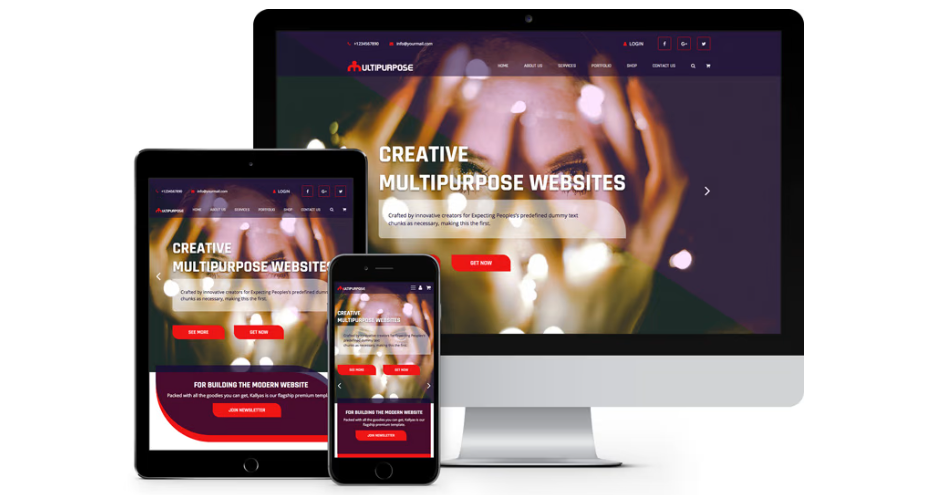 +1234567890 info@yourmail.com LOGIN
MULTIPURPOSE HOME ABOUT US SERVICES PORTFOLIO SHOP CONTACT US
CREATIVE
MULTIPURPOSE WEBSITES
Crafted by innovative creators for Expecting Peoples's predefined dummy text
chunks as necessary, making this the first.
GET NOW
+1234567890 info@yourmail.com LOGIN
MULTIPURPOSE HOME ABOUT US SERVICES PORTFOLIO SHOP CONTACT US
CREATIVE
MULTIPURPOSE WEBSITES
Crafted by innovative creators for Expecting Peoples's predefined dumm
chunks as necessary, making this the first.
SEE MORE GET NOW
FOR BUILDING THE MODERN WEBSITE
Packed with all the goodies you can get, Kallyas is our flagship premium templa
JOIN NEWSLETTER
MULTIPURPOSE
CREATIVE
MULTIPURPOSE WEBSITES
Crafted by innovative creators for Expecting Peoples's
predefined dummy text
chunks as necessary, making this the first.
SEE MORE GET NOW
FOR BUILDING THE MODERN WEBSITE
Packed with all the goodies you can get, Kallyas is our
flagship premium template.
JOIN NEWSLETTER